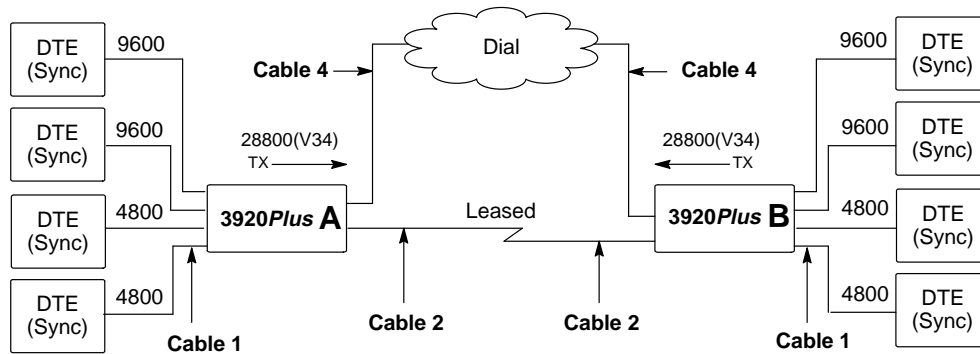 DTE
(Sync)
9600
DTE
(Sync)
9600
DTE
(Sync)
4800
DTE
(Sync)
4800
Cable 1
28800(V34)
TX
3920Plus A
Cable 4
Dial
Cable 4
Leased
Cable 2
Cable 2
28800(V34)
TX
3920Plus B
9600
DTE
(Sync)
9600
DTE
(Sync)
4800
DTE
(Sync)
4800
DTE
(Sync)
Cable 1